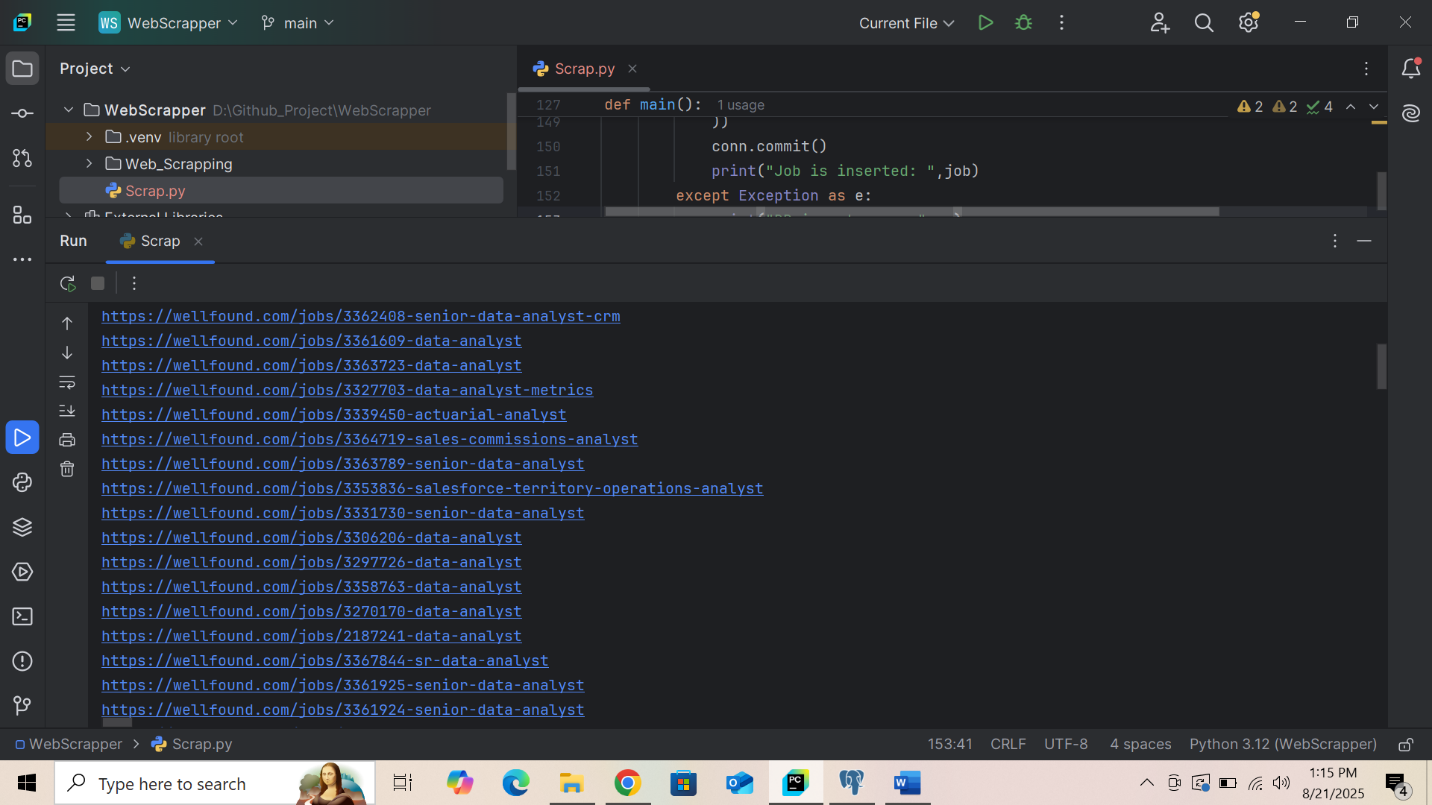 PC
WS WebScrapper
main
Current File
Project
Scrap.py
127 def main(): 1 usage
2 2 4
WebScrapper D:\Github_Project\WebScrapper
149 ))
.venv library root
150 conn.commit()
Web_Scrapping
151 print("Job is inserted: ",job)
Scrap.py
152 except Exception as e:
External Libraries
Run Scrap
https://wellfound.com/jobs/3362408-senior-data-analyst-crm
https://wellfound.com/jobs/3361609-data-analyst
https://wellfound.com/jobs/3363723-data-analyst
https://wellfound.com/jobs/3327703-data-analyst-metrics
https://wellfound.com/jobs/3339450-actuarial-analyst
https://wellfound.com/jobs/3364719-sales-commissions-analyst
https://wellfound.com/jobs/3363789-senior-data-analyst
https://wellfound.com/jobs/3353836-salesforce-territory-operations-analyst
https://wellfound.com/jobs/3331730-senior-data-analyst
https://wellfound.com/jobs/3306206-data-analyst
https://wellfound.com/jobs/3297726-data-analyst
https://wellfound.com/jobs/3358763-data-analyst
https://wellfound.com/jobs/3270170-data-analyst
https://wellfound.com/jobs/2187241-data-analyst
https://wellfound.com/jobs/3367844-sr-data-analyst
https://wellfound.com/jobs/3361925-senior-data-analyst
https://wellfound.com/jobs/3361924-senior-data-analyst
WebScrapper > Scrap.py
153:41 CRLF UTF-8 4 spaces Python 3.12 (WebScrapper)
Type here to search
1:15 PM
8/21/2025
4